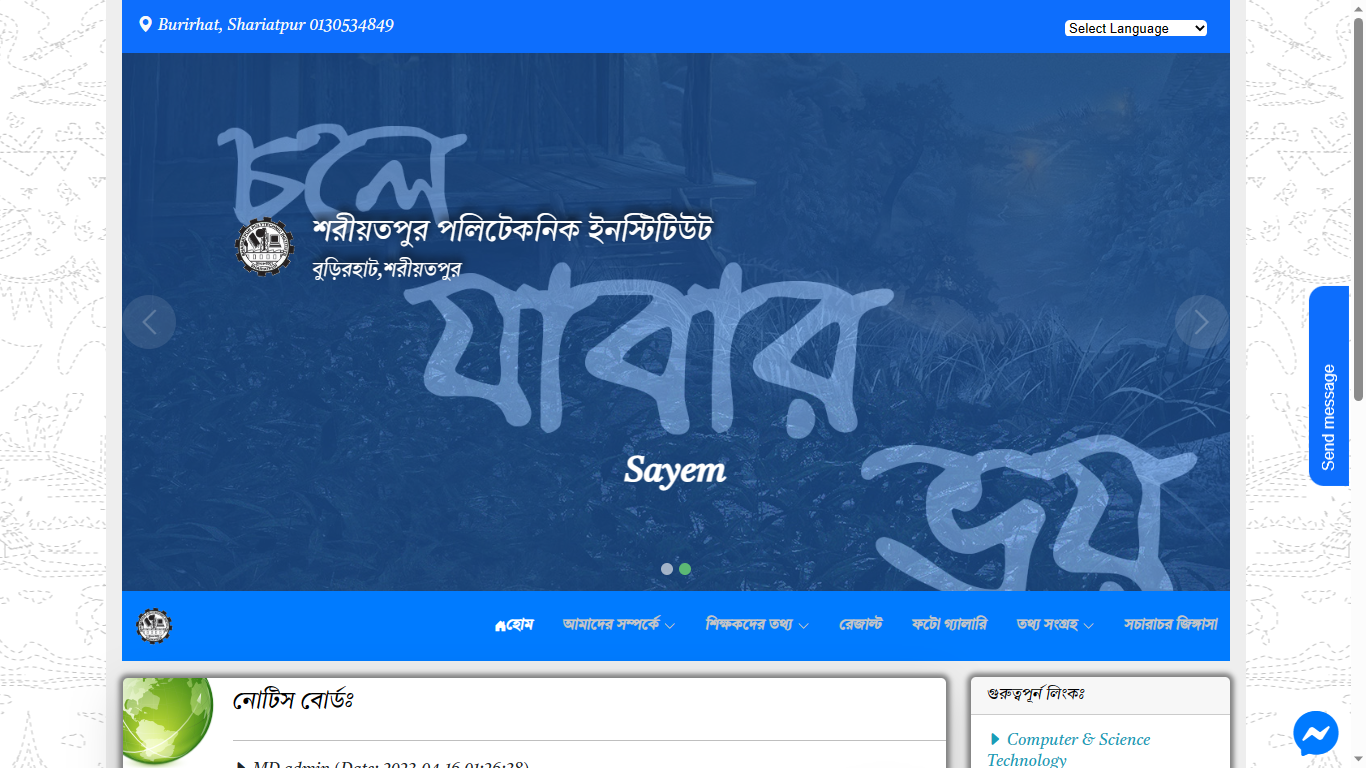 Burirhat, Shariatpur 0130534849
Select Language
চলে
শরীয়তপুর পলিটেকনিক ইনস্টিটিউট
বুড়িরহাট,শরীয়তপুর
যাবার
Sayem
ভয়
Send message
হোম আমাদের সম্পর্কে শিক্ষকদের তথ্য রেজাল্ট ফটো গ্যালারি তথ্য সংগ্রহ সচারাচর জিঙ্গাসা
নোটিস বোর্ডঃ
গুরুত্বপূর্ন লিংকঃ
MD admin (Date: 2023-04-16 01:26:28)
Computer & Science
Technology